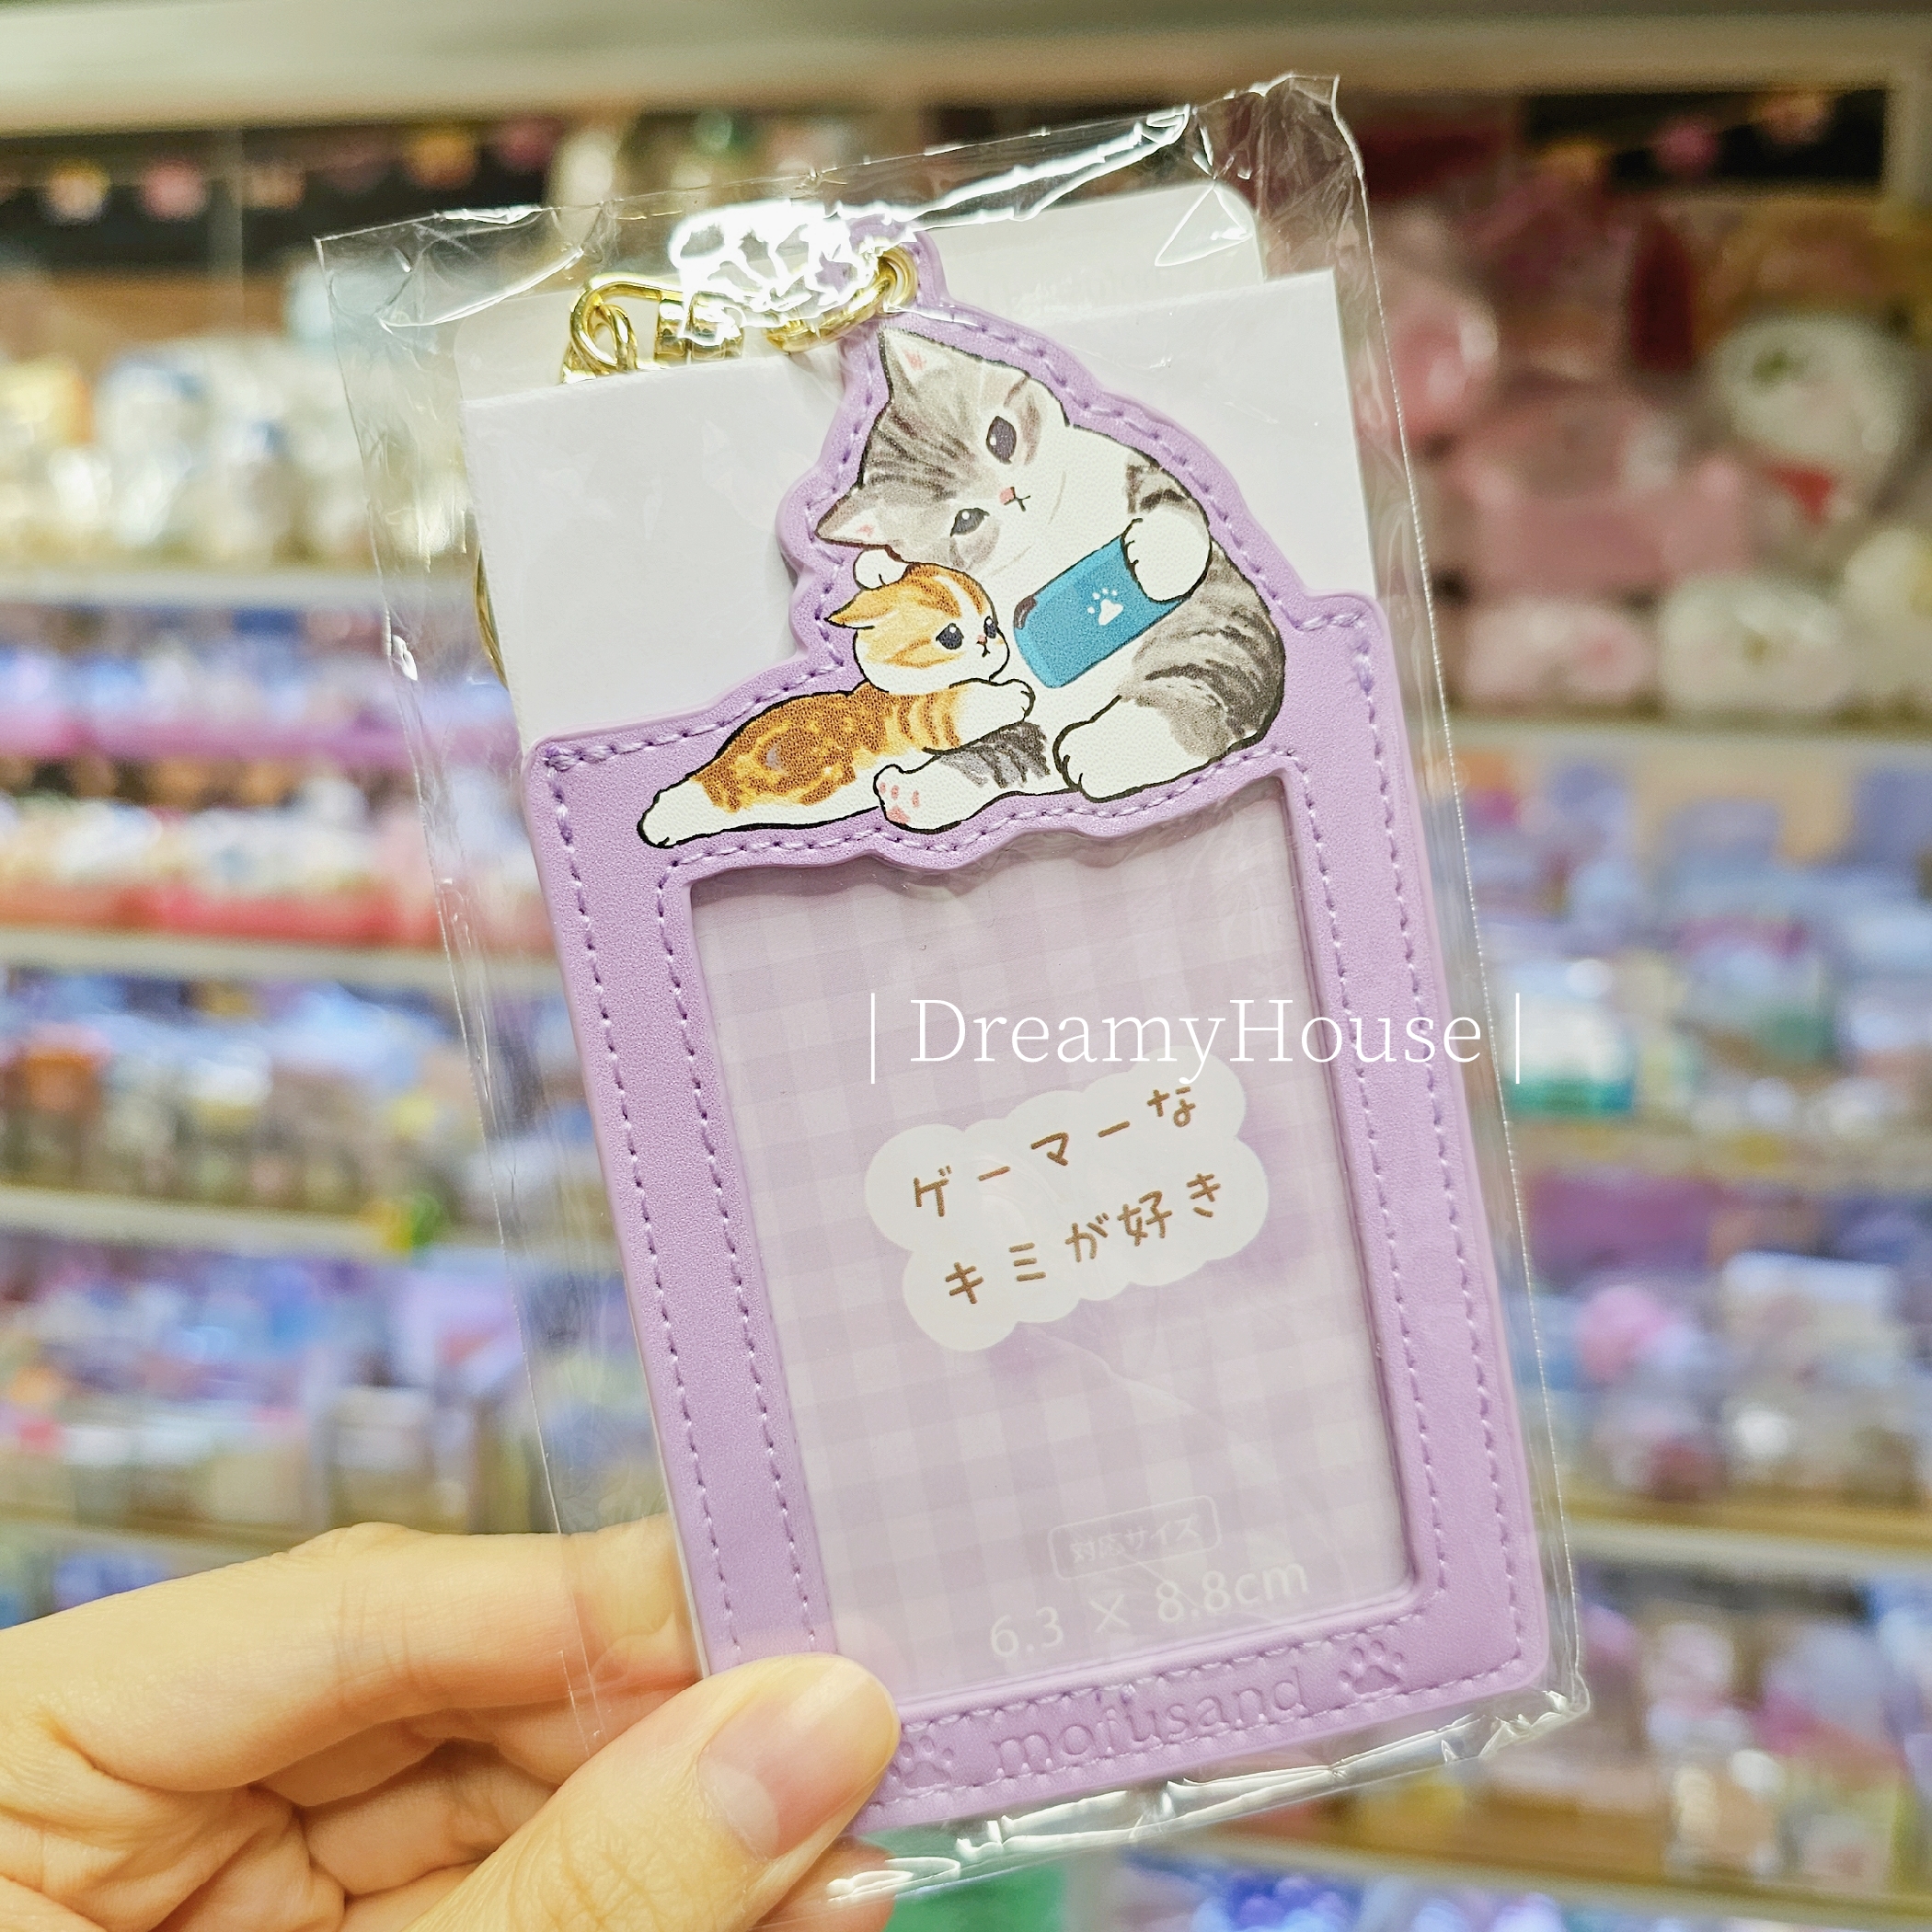 | DreamyHouse |
ゲーマーな
キミが好き
対応サイズ
6.3 × 8.8cm
mofusand